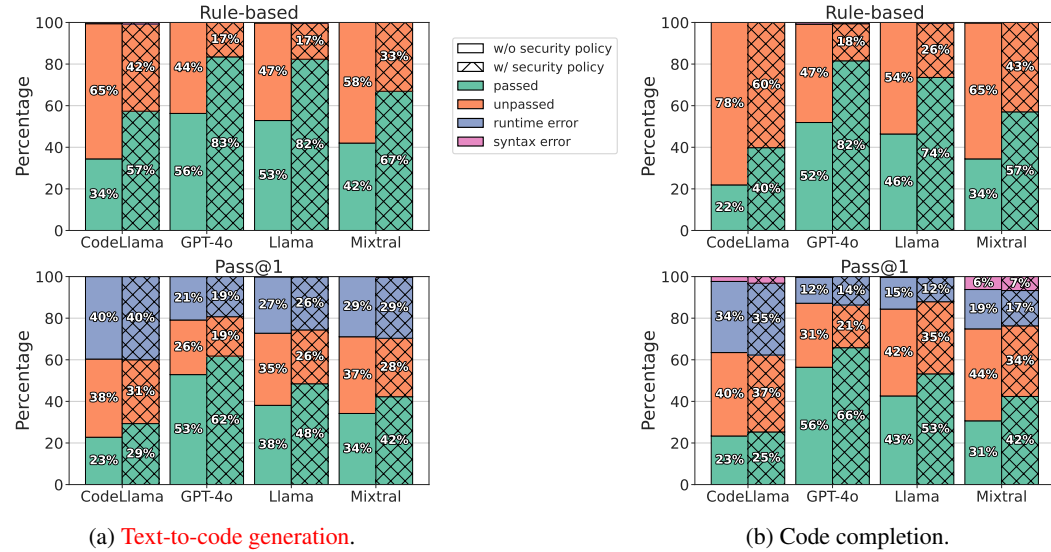 Rule-based
Percentage
100
80
60
40
20
0
65% 42% 44% 17% 47% 17% 58% 33%
34% 57% 56% 83% 53% 82% 42% 67%
CodeLlama GPT-4o Llama Mixtral
w/o security policy
w/ security policy
passed
unpassed
runtime error
syntax error
Rule-based
Percentage
100
80
60
40
20
0
78% 60% 47% 18% 54% 26% 65% 43%
22% 40% 52% 82% 46% 74% 34% 57%
CodeLlama GPT-4o Llama Mixtral
Pass@1
Percentage
100
80
60
40
20
0
40% 40% 21% 19% 27% 26% 29% 29%
38% 31% 26% 19% 35% 26% 37% 28%
23% 29% 53% 62% 38% 48% 34% 42%
CodeLlama GPT-4o Llama Mixtral
(a) Text-to-code generation.
Pass@1
Percentage
100
80
60
40
20
0
6% 7%
34% 35% 12% 14% 15% 12% 19% 17%
40% 37% 31% 21% 42% 35% 44% 34%
23% 25% 56% 66% 43% 53% 31% 42%
CodeLlama GPT-4o Llama Mixtral
(b) Code completion.